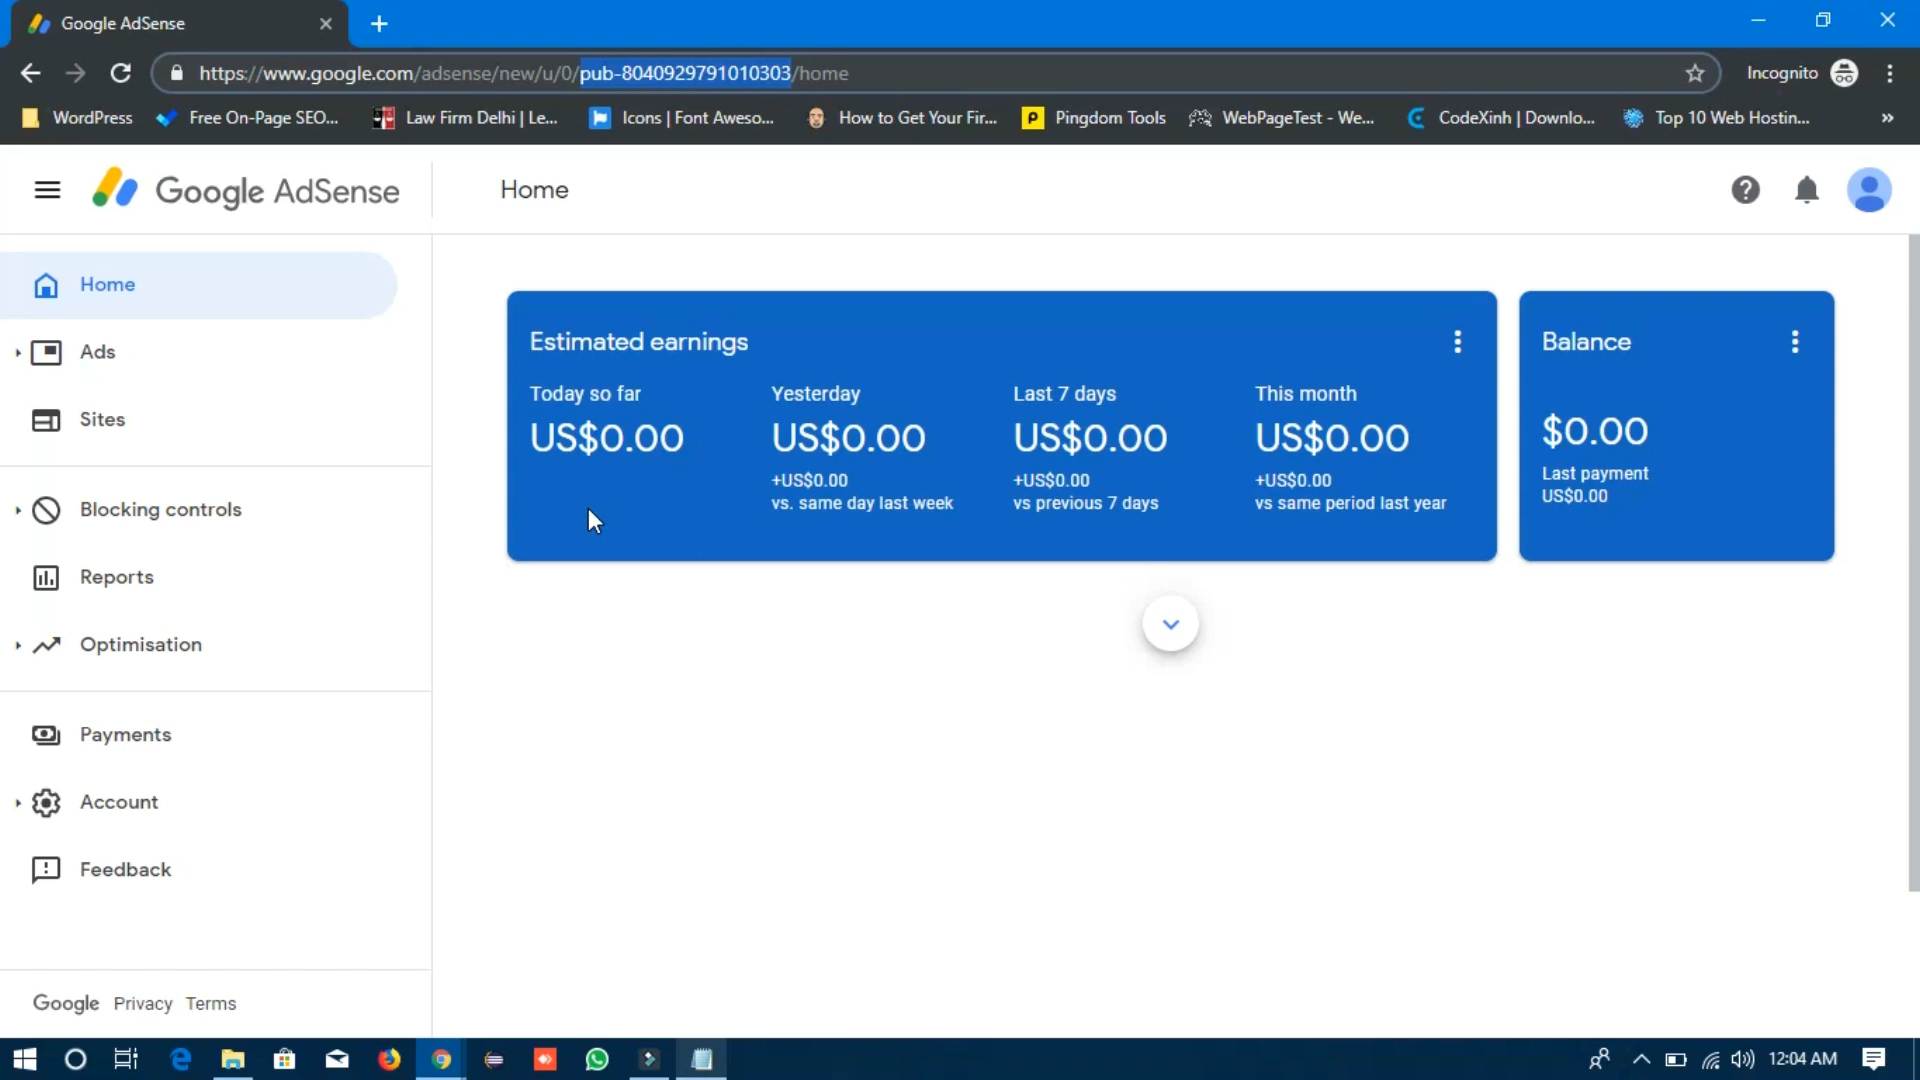 Google AdSense
https://www.google.com/adsense/new/u/0/pub-8040929791010303/home
Incognito
WordPress
Free On-Page SEO...
Law Firm Delhi | Le...
Icons | Font Aweso...
How to Get Your Fir...
Pingdom Tools
WebPageTest - We...
CodeXinh | Downlo...
Top 10 Web Hostin...
Google AdSense
Home
Home
Ads
Sites
Blocking controls
Reports
Optimisation
Payments
Account
Feedback
Google Privacy Terms
Estimated earnings
Today so far
US$0.00
Yesterday
US$0.00
+US$0.00
vs. same day last week
Last 7 days
US$0.00
+US$0.00
vs previous 7 days
This month
US$0.00
+US$0.00
vs same period last year
Balance
$0.00
Last payment
US$0.00
12:04 AM